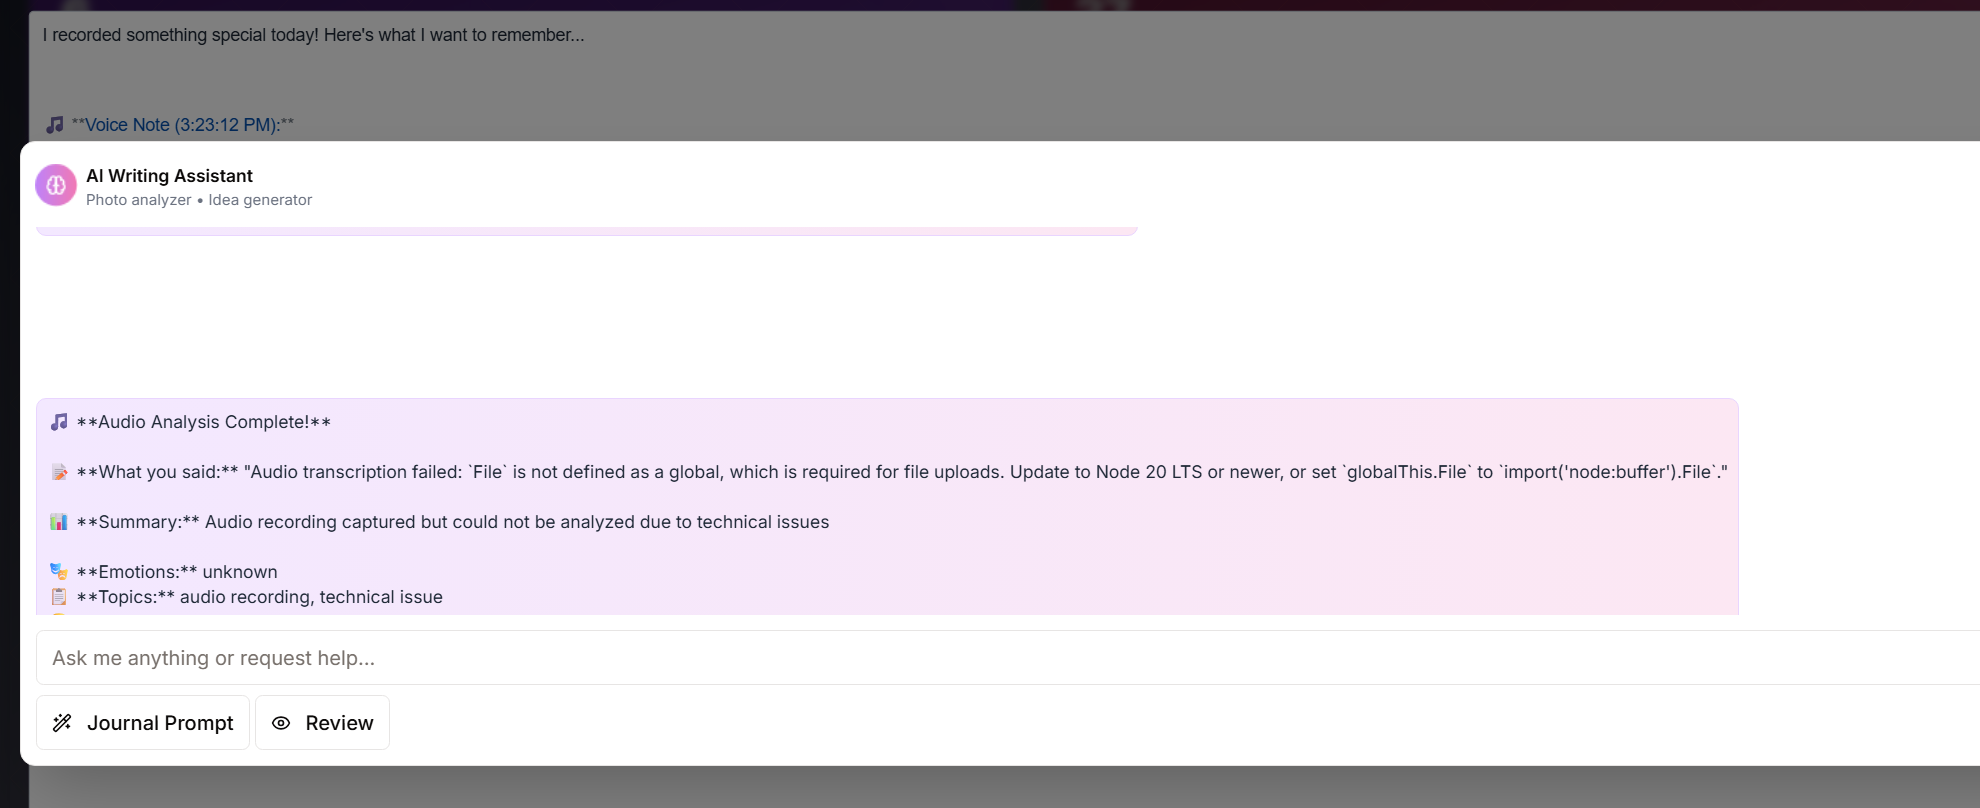 I recorded something special today! Here's what I want to remember...
🎵 **Voice Note (3:23:12 PM):**
AI Writing Assistant
Photo analyzer • Idea generator
🎵 **Audio Analysis Complete!**
📝 **What you said:** "Audio transcription failed: `File` is not defined as a global, which is required for file uploads. Update to Node 20 LTS or newer, or set `globalThis.File` to `import('node:buffer').File`."
📊 **Summary:** Audio recording captured but could not be analyzed due to technical issues
🎭 **Emotions:** unknown
📋 **Topics:** audio recording, technical issue
Ask me anything or request help...
Journal Prompt
Review